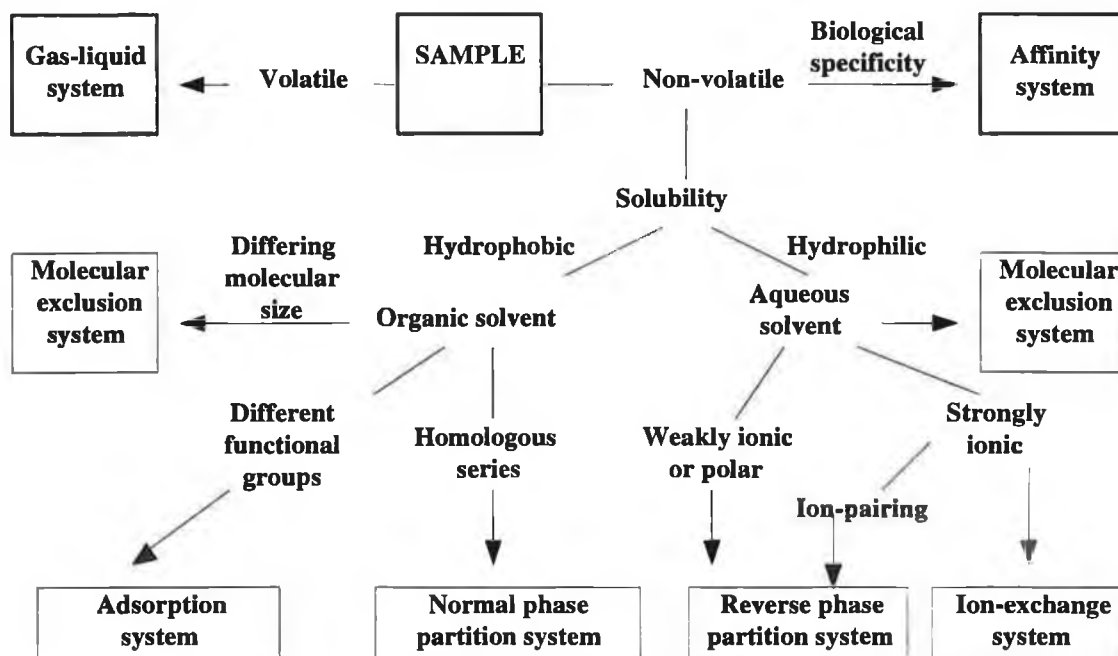 Gas-liquid
system
Volatile
SAMPLE
Non-volatile
Biological
specificity
Affinity
system
Solubility
Hydrophobic
Hydrophilic
Differing
molecular
size
Molecular
exclusion
system
Organic solvent
Aqueous
solvent
Molecular
exclusion
system
Different
functional
groups
Homologous
series
Weakly ionic
or polar
Strongly
ionic
Ion-pairing
Adsorption
system
Normal phase
partition system
Reverse phase
partition system
Ion-exchange
system